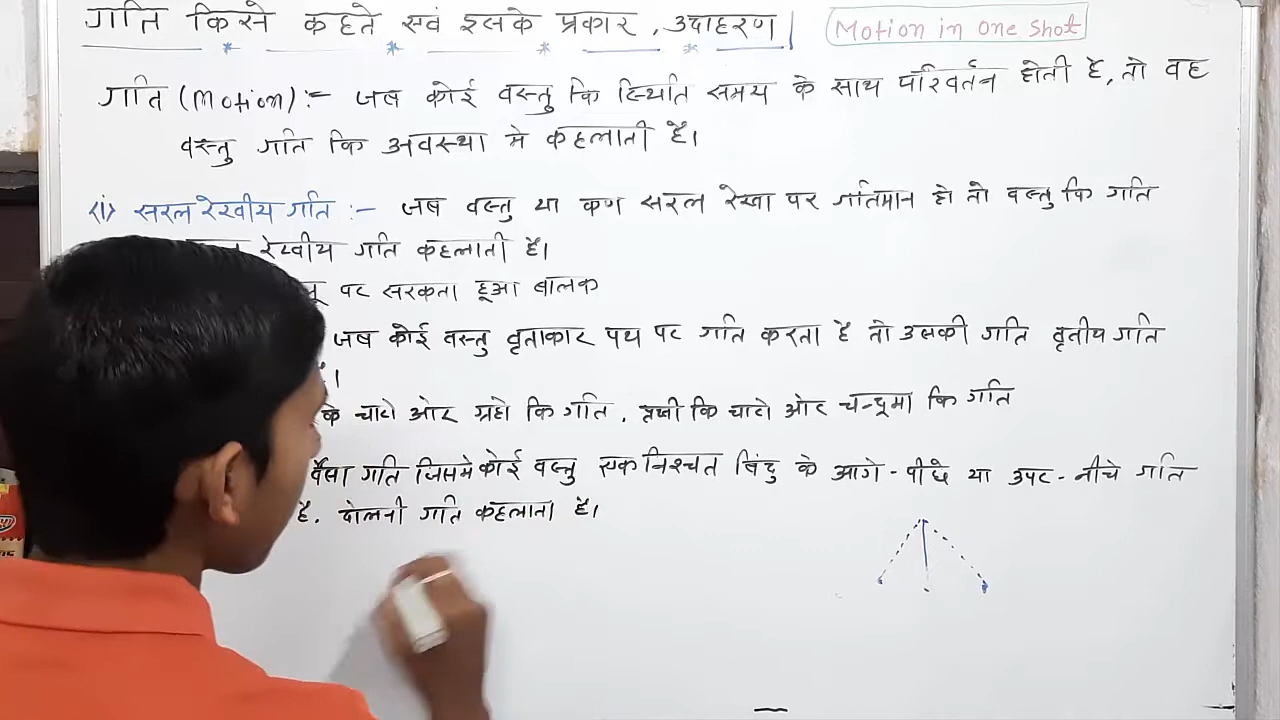 गति किसे कहते एवं इसके प्रकार, उदाहरण
Motion in one shot
गति (Motion) :- जब कोई वस्तु कि स्थिति समय के साथ परिवर्तन होती है, तो वह
वस्तु गति कि अवस्था मे कहलाती है।
(i) सरल रेखीय गति :- जब वस्तु या कण सरल रेखा पर गतिमान हो तो वस्तु कि गति
रेखीय गति कहलाती है।
पर सरकता हूआ बालक
जब कोई वस्तु वृताकार पथ पर गति करता है तो उसकी गति वृतीय गति
है।
के चारो ओर ग्रहो कि गति, पृथ्वी कि चारो ओर चन्द्रमा कि गति
वैसा गति जिसमे कोई वस्तु एक निश्चत बिंदु के आगे-पीछे या उपर-नीचे गति
है, दोलनी गति कहलाता है।